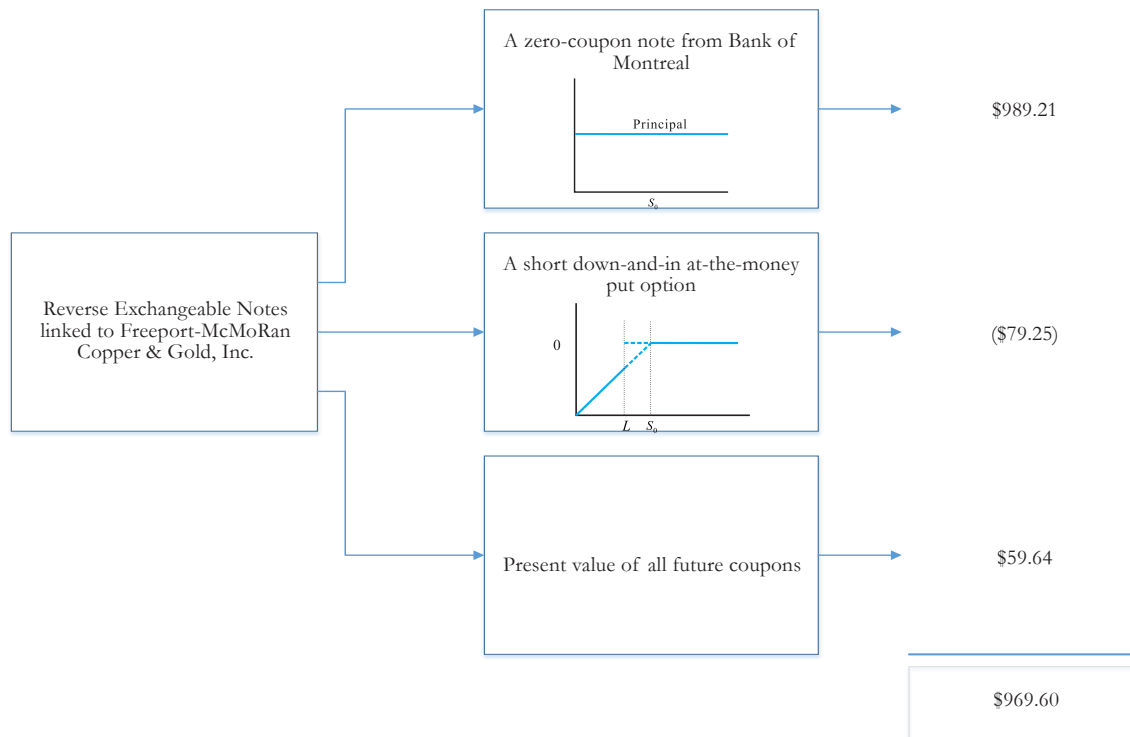 A zero-coupon note from Bank of
Montreal
Principal
S₀
$989.21
Reverse Exchangeable Notes
linked to Freeport-McMoRan
Copper & Gold, Inc.
A short down-and-in at-the-money
put option
0
L S₀
($79.25)
Present value of all future coupons
$59.64
$969.60